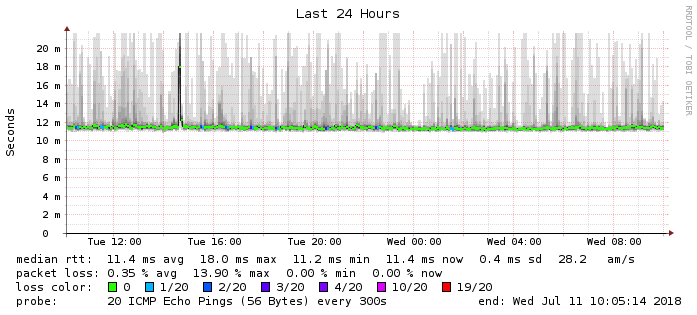 Last 24 Hours
RRDTOOL / TOBI OETIKER
Seconds
20 m
18 m
16 m
14 m
12 m
10 m
8 m
6 m
4 m
2 m
0
Tue 12:00 Tue 16:00 Tue 20:00 Wed 00:00 Wed 04:00 Wed 08:00
median rtt: 11.4 ms avg 18.0 ms max 11.2 ms min 11.4 ms now 0.4 ms sd 28.2 am/s
packet loss: 0.35 % avg 13.90 % max 0.00 % min 0.00 % now
loss color: 0 1/20 2/20 3/20 4/20 10/20 19/20
probe: 20 ICMP Echo Pings (56 Bytes) every 300s end: Wed Jul 11 10:05:14 2018